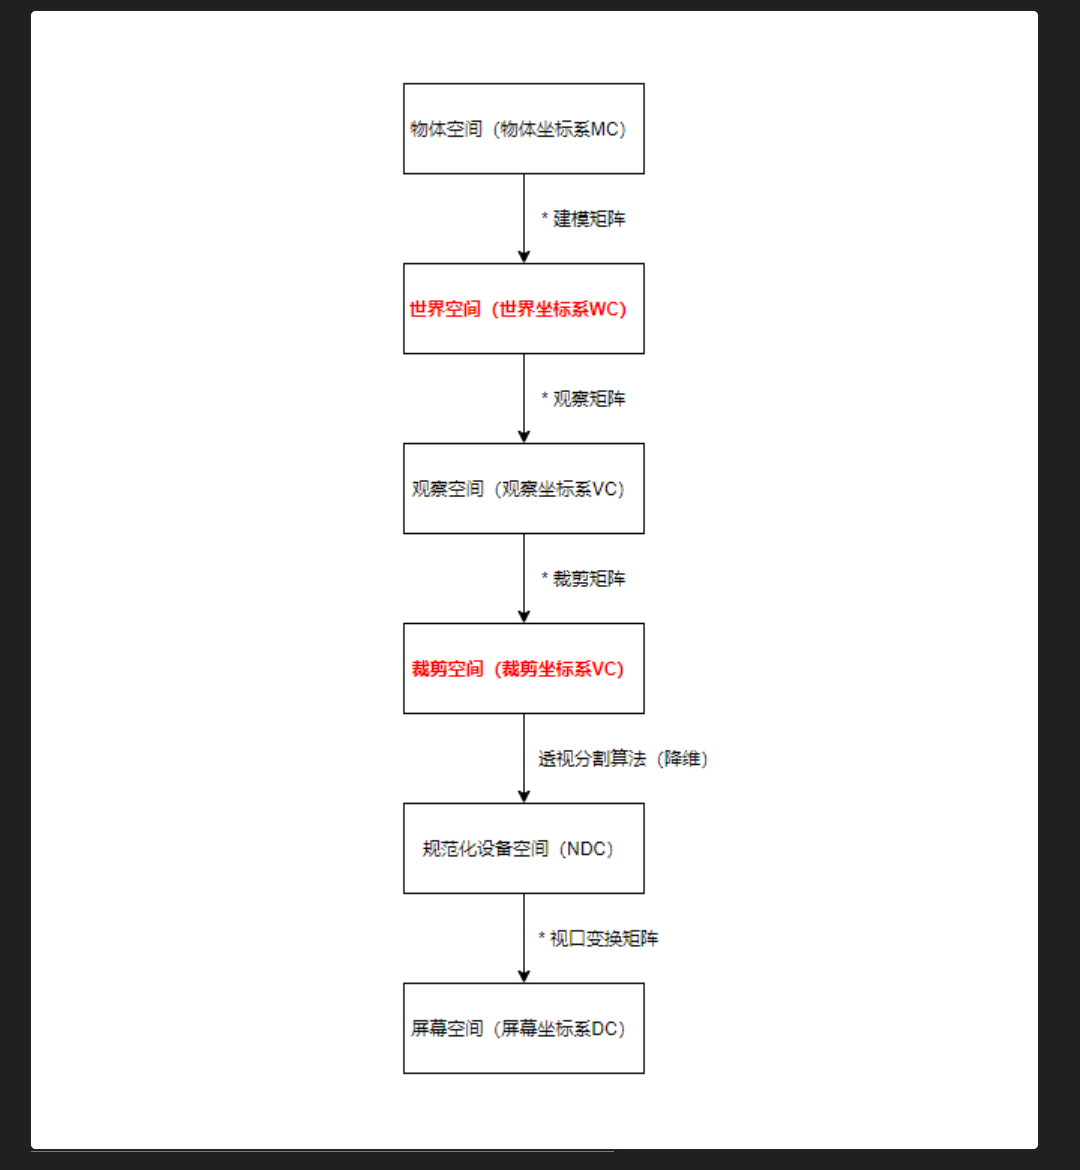 物体空间（物体坐标系MC）
* 建模矩阵
世界空间（世界坐标系WC）
* 观察矩阵
观察空间（观察坐标系VC）
* 裁剪矩阵
裁剪空间（裁剪坐标系VC）
透视分割算法（降维）
规范化设备空间（NDC）
* 视口变换矩阵
屏幕空间（屏幕坐标系DC）